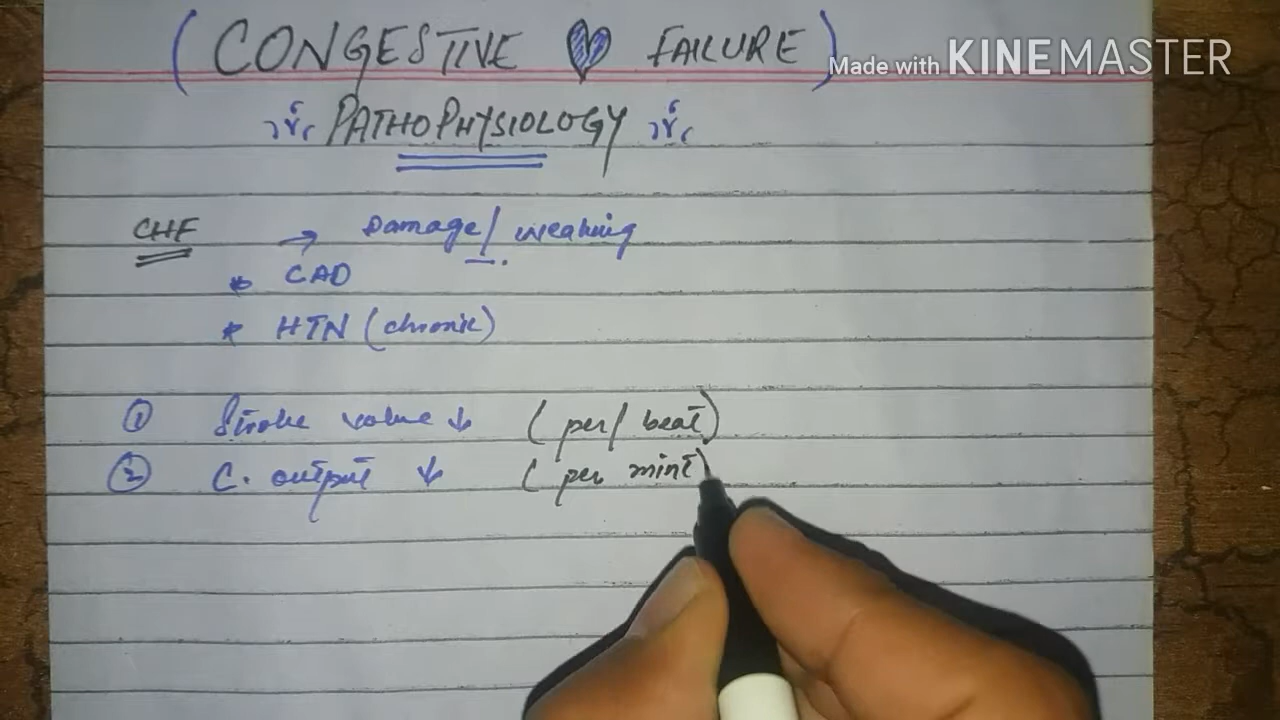 (CONGESTIVE FAILURE)
Made with KINEMASTER
PATHOPHYSIOLOGY
CHF → Damage/ weaking
* CAD
* HTN (chronic)
① Stroke volume ↓ (per/ beat)
② C. output ↓ (per mint)